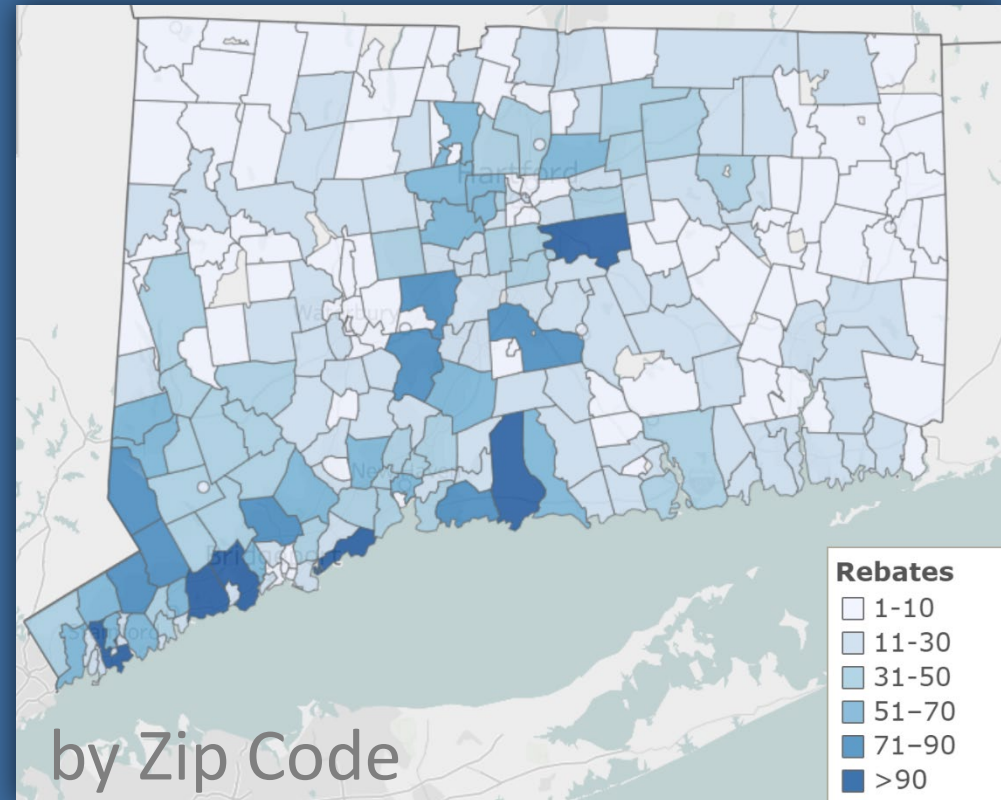 Hartford
Waterbury
New Haven
Bridgeport
Stamford
Rebates
1-10
11-30
31-50
51–70
71–90
>90
by Zip Code